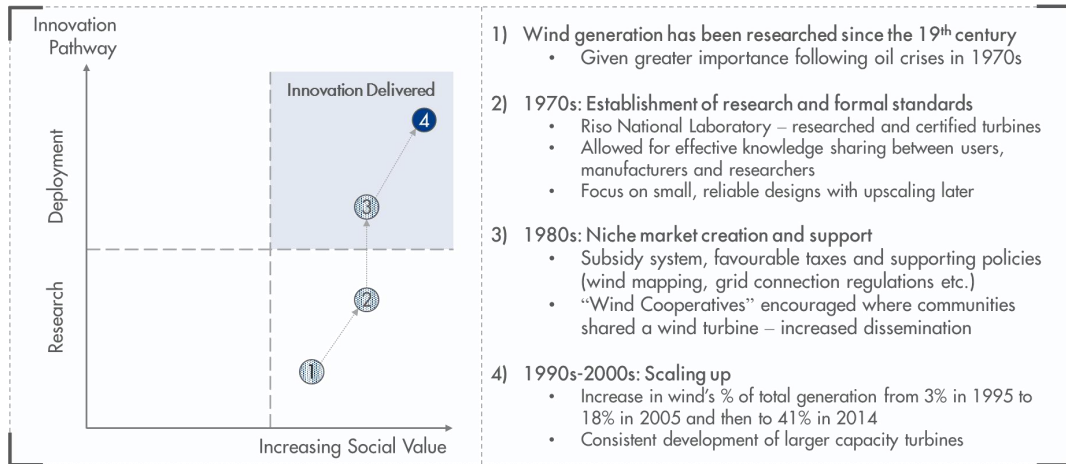 Innovation
Pathway
Innovation Delivered
4
3
2
1
Deployment
Research
Increasing Social Value
1) Wind generation has been researched since the 19th century
• Given greater importance following oil crises in 1970s
2) 1970s: Establishment of research and formal standards
• Riso National Laboratory – researched and certified turbines
• Allowed for effective knowledge sharing between users,
manufacturers and researchers
• Focus on small, reliable designs with upscaling later
3) 1980s: Niche market creation and support
• Subsidy system, favourable taxes and supporting policies
(wind mapping, grid connection regulations etc.)
• “Wind Cooperatives” encouraged where communities
shared a wind turbine – increased dissemination
4) 1990s-2000s: Scaling up
• Increase in wind’s % of total generation from 3% in 1995 to
18% in 2005 and then to 41% in 2014
• Consistent development of larger capacity turbines